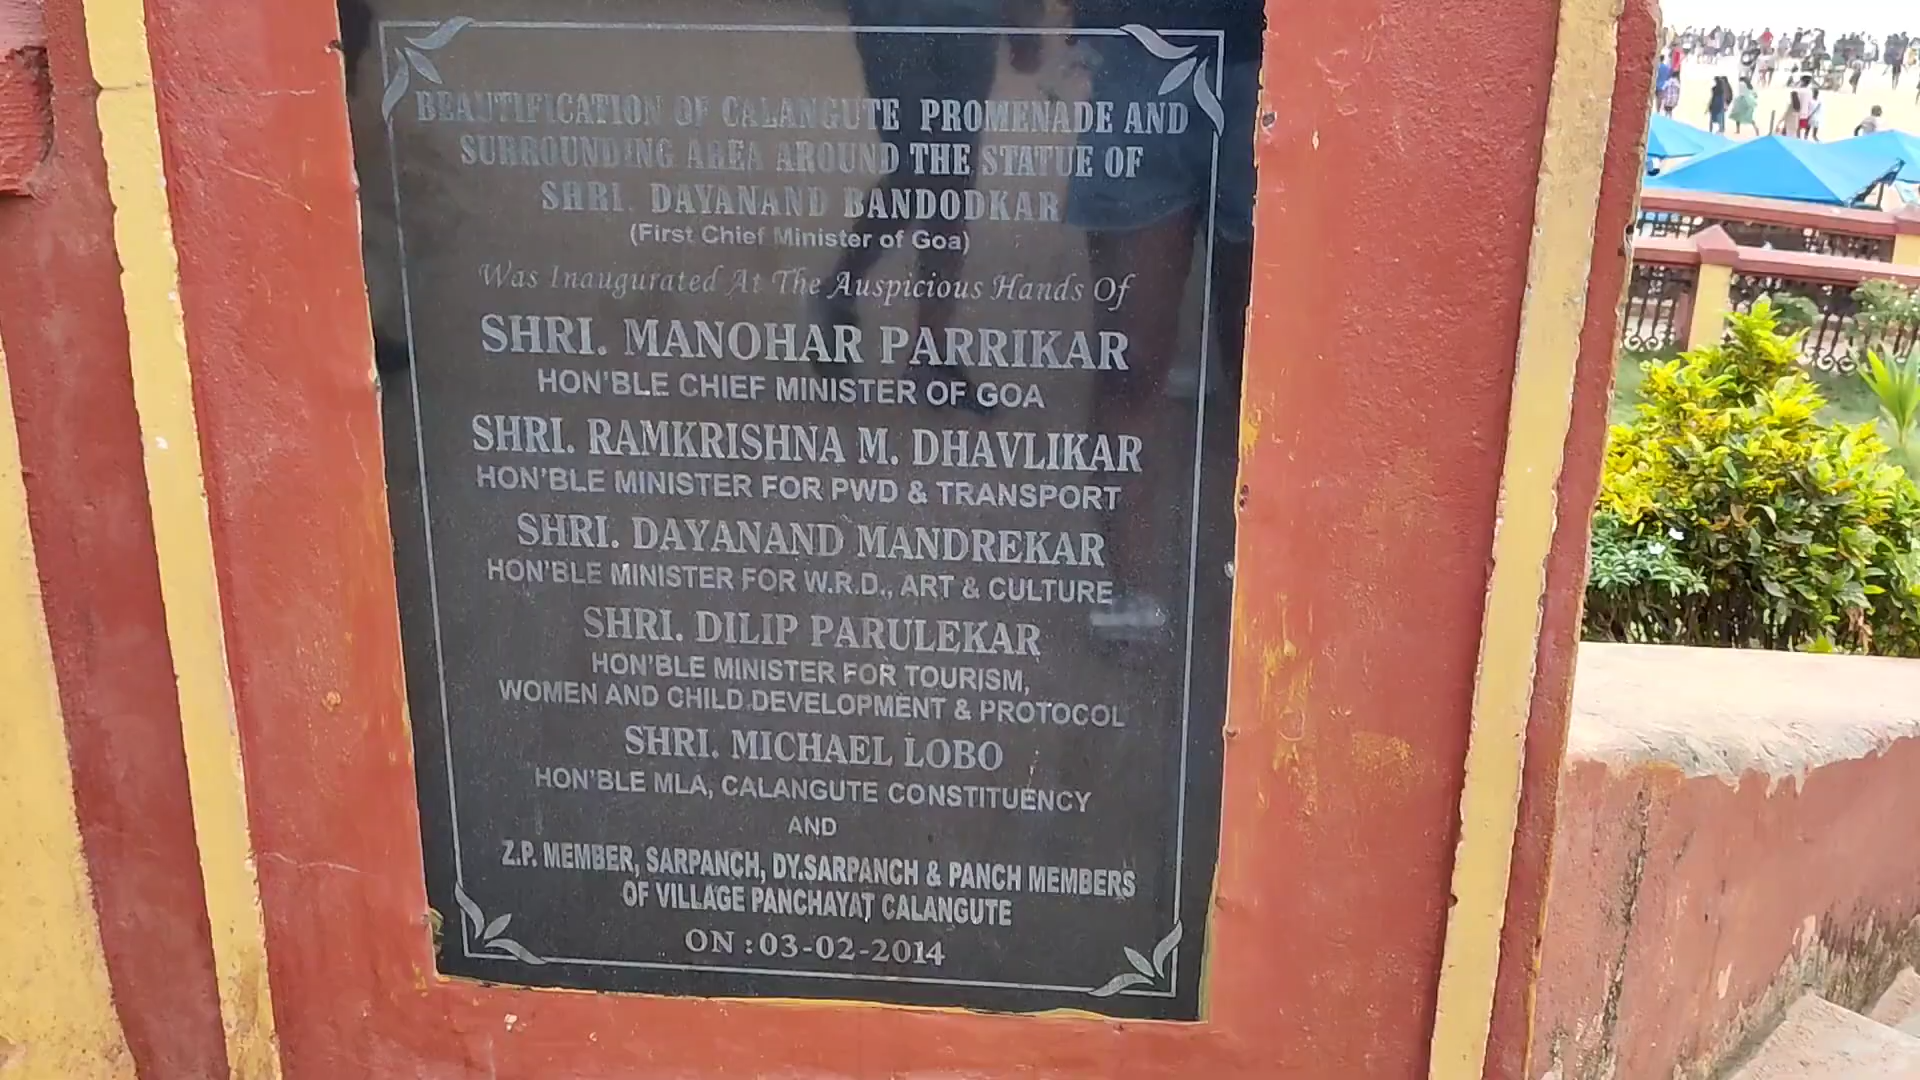 BEAUTIFICATION OF CALANGUTE PROMENADE AND
SURROUNDING AREA AROUND THE STATUE OF
SHRI. DAYANAND BANDODKAR
(First Chief Minister of Goa)
Was Inaugurated At The Auspicious Hands Of
SHRI. MANOHAR PARRIKAR
HON'BLE CHIEF MINISTER OF GOA
SHRI. RAMKRISHNA M. DHAVLIKAR
HON'BLE MINISTER FOR PWD & TRANSPORT
SHRI. DAYANAND MANDREKAR
HON'BLE MINISTER FOR W.R.D., ART & CULTURE
SHRI. DILIP PARULEKAR
HON'BLE MINISTER FOR TOURISM,
WOMEN AND CHILD DEVELOPMENT & PROTOCOL
SHRI. MICHAEL LOBO
HON'BLE MLA, CALANGUTE CONSTITUENCY
AND
Z.P. MEMBER, SARPANCH, DY.SARPANCH & PANCH MEMBERS
OF VILLAGE PANCHAYAT CALANGUTE
ON : 03-02-2014